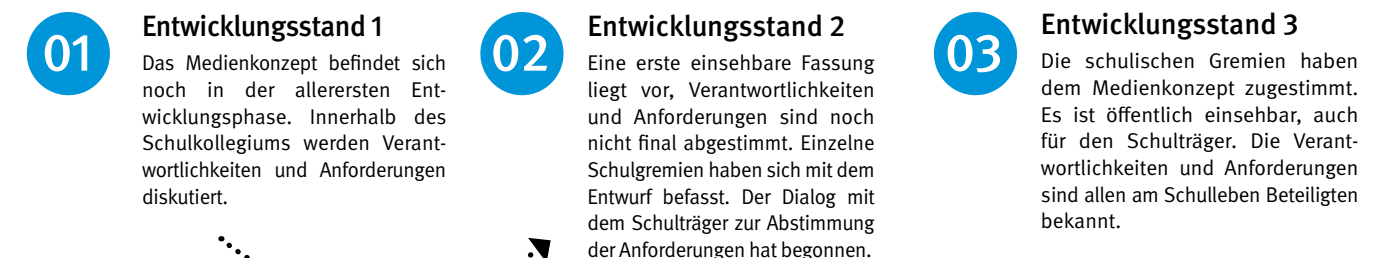 01
Entwicklungsstand 1
Das Medienkonzept befindet sich
noch in der allerersten Ent-
wicklungsphase. Innerhalb des
Schulkollegiums werden Verant-
wortlichkeiten und Anforderungen
diskutiert.
02
Entwicklungsstand 2
Eine erste einsehbare Fassung
liegt vor, Verantwortlichkeiten
und Anforderungen sind noch
nicht final abgestimmt. Einzelne
Schulgremien haben sich mit dem
Entwurf befasst. Der Dialog mit
dem Schulträger zur Abstimmung
der Anforderungen hat begonnen.
03
Entwicklungsstand 3
Die schulischen Gremien haben
dem Medienkonzept zugestimmt.
Es ist öffentlich einsehbar, auch
für den Schulträger. Die Verant-
wortlichkeiten und Anforderungen
sind allen am Schulleben Beteiligten
bekannt.